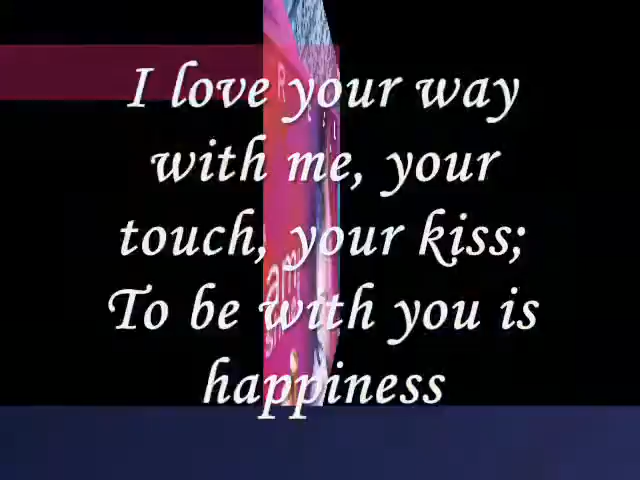 I love your way
with me, your
touch, your kiss;
To be with you is
happiness